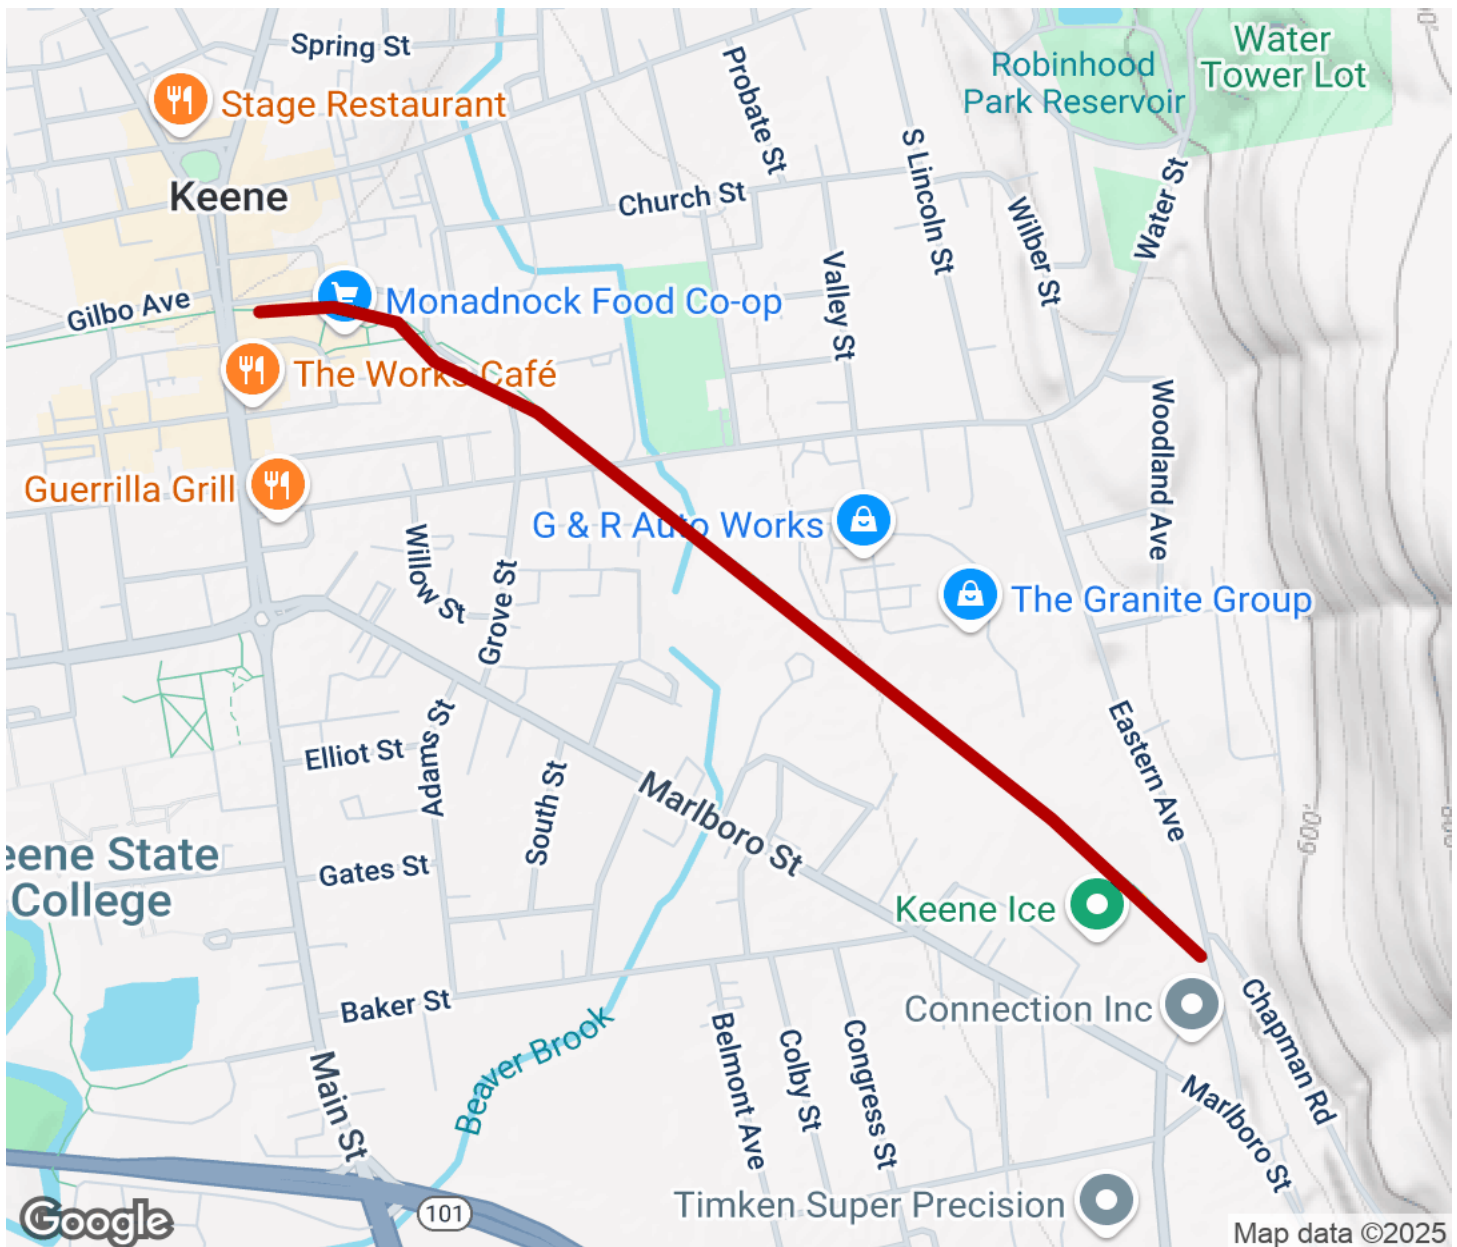 Spring St
Stage Restaurant
Keene
Probate St
Robinhood
Park Reservoir
Water
Tower Lot
Church St
S Lincoln St
Wilber St
Water St
Gilbo Ave
Monadnock Food Co-op
Valley St
The Works Café
Woodland Ave
Guerrilla Grill
G & R Auto Works
Willow St
Grove St
The Granite Group
Elliot St
Adams St
South St
Marlboro St
Eastern Ave
eene State
College
Gates St
Keene Ice
600'
Baker St
Connection Inc
Chapman Rd
Beaver Brook
Belmont Ave
Colby St
Congress St
Main St
Marlboro St
101
Timken Super Precision
Google
Map data ©2025